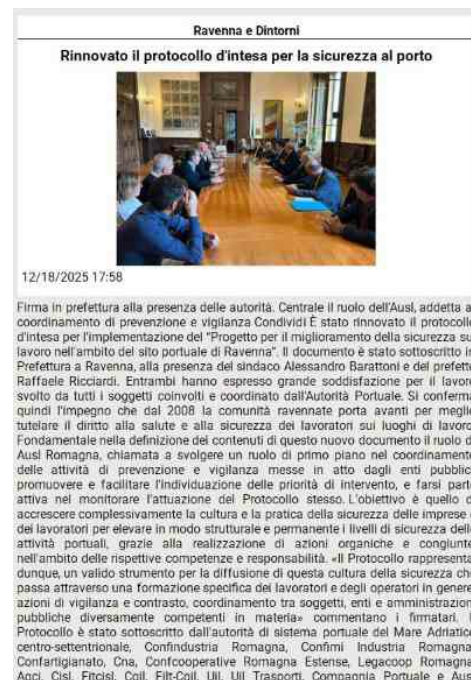 Ravenna e Dintorni
Rinnovato il protocollo d'intesa per la sicurezza al porto
12/18/2025 17:58
Firma in prefettura alla presenza delle autorità. Centrale il ruolo dell'Ausl, addetta a
coordinamento di prevenzione e vigilanza Condividi È stato rinnovato il protocollo
d'intesa per l'implementazione del "Progetto per il miglioramento della sicurezza su
lavoro nell'ambito del sito portuale di Ravenna". Il documento è stato sottoscritto in
Prefettura a Ravenna, alla presenza del sindaco Alessandro Barattoni e del prefetto
Raffaele Ricciardi. Entrambi hanno espresso grande soddisfazione per il lavoro
svolto da tutti i soggetti coinvolti e coordinato dall'Autorità Portuale. Si conferma
quindi l'impegno che dal 2008 la comunità ravennate porta avanti per meglio
tutelare il diritto alla salute e alla sicurezza dei lavoratori sui luoghi di lavoro.
Fondamentale nella definizione dei contenuti di questo nuovo documento il ruolo d
Ausl Romagna, chiamata a svolgere un ruolo di primo piano nel coordinamento
delle attività di prevenzione e vigilanza messe in atto dagli enti pubblic
promuovere e facilitare l'individuazione delle priorità di intervento, e farsi parte
attiva nel monitorare l'attuazione del Protocollo stesso. L'obiettivo è quello d
accrescere complessivamente la cultura e la pratica della sicurezza delle imprese e
dei lavoratori per elevare in modo strutturale e permanente i livelli di sicurezza delle
attività portuali, grazie alla realizzazione di azioni organiche e congiunte
nell'ambito delle rispettive competenze e responsabilità. «Il Protocollo rappresenta
dunque, un valido strumento per la diffusione di questa cultura della sicurezza che
passa attraverso una formazione specifica dei lavoratori e degli operatori in genere
azioni di vigilanza e contrasto, coordinamento tra soggetti, enti e amministrazion
pubbliche diversamente competenti in materia» commentano i firmatari. I
Protocollo è stato sottoscritto dall'autorità di sistema portuale del Mare Adriatico
centro-settentrionale, Confindustria Romagna, Confimi Industria Romagna
Confartigianato, Cna, Confcooperative Romagna Estense, Legacoop Romagna
Agci, Cisl, Fitcisl, Cgil, Filt-Cgil, Uil, Uil Trasporti, Compagnia Portuale e Aus